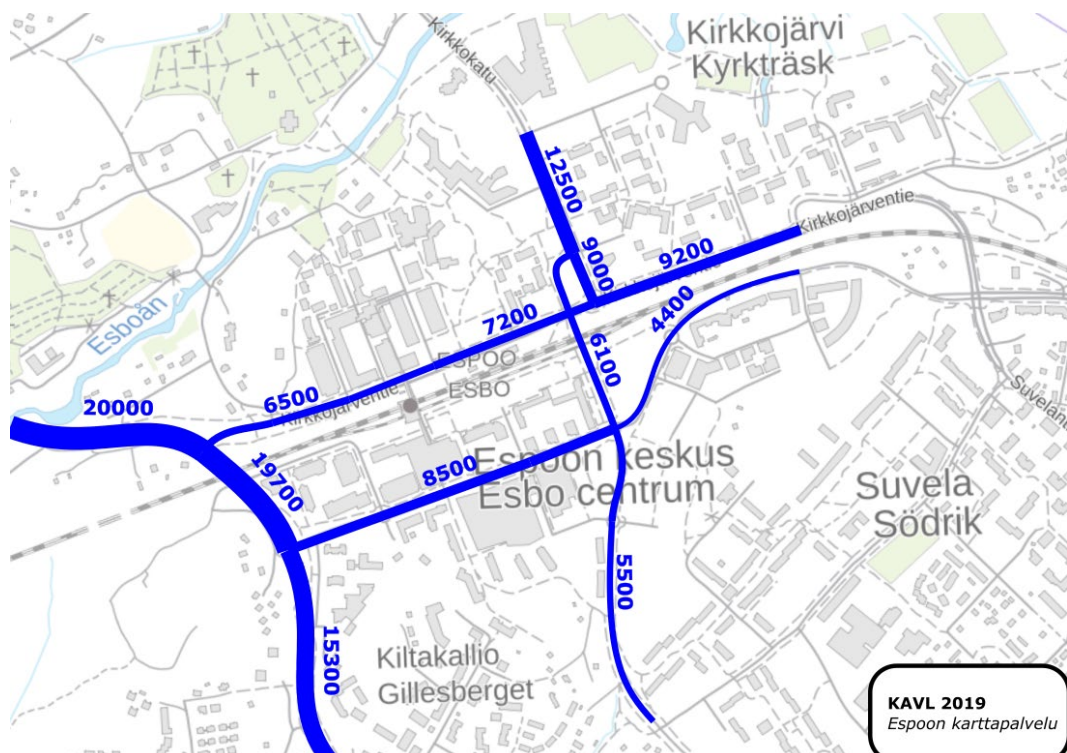 Kirkkokatu
Kirkkojärvi
Kyrkträsk
12500
9000
9200
Kirkkojärventie
Esboån
7200
4400
6100
ESPOO
ESBO
6500
Kirkkojärventie
20000
19700
8500
Espoon keskus
Esbo centrum
Suvela
Södrik
5500
15300
Kiltakallio
Gillesberget
KAVL 2019
Espoon karttapalvelu